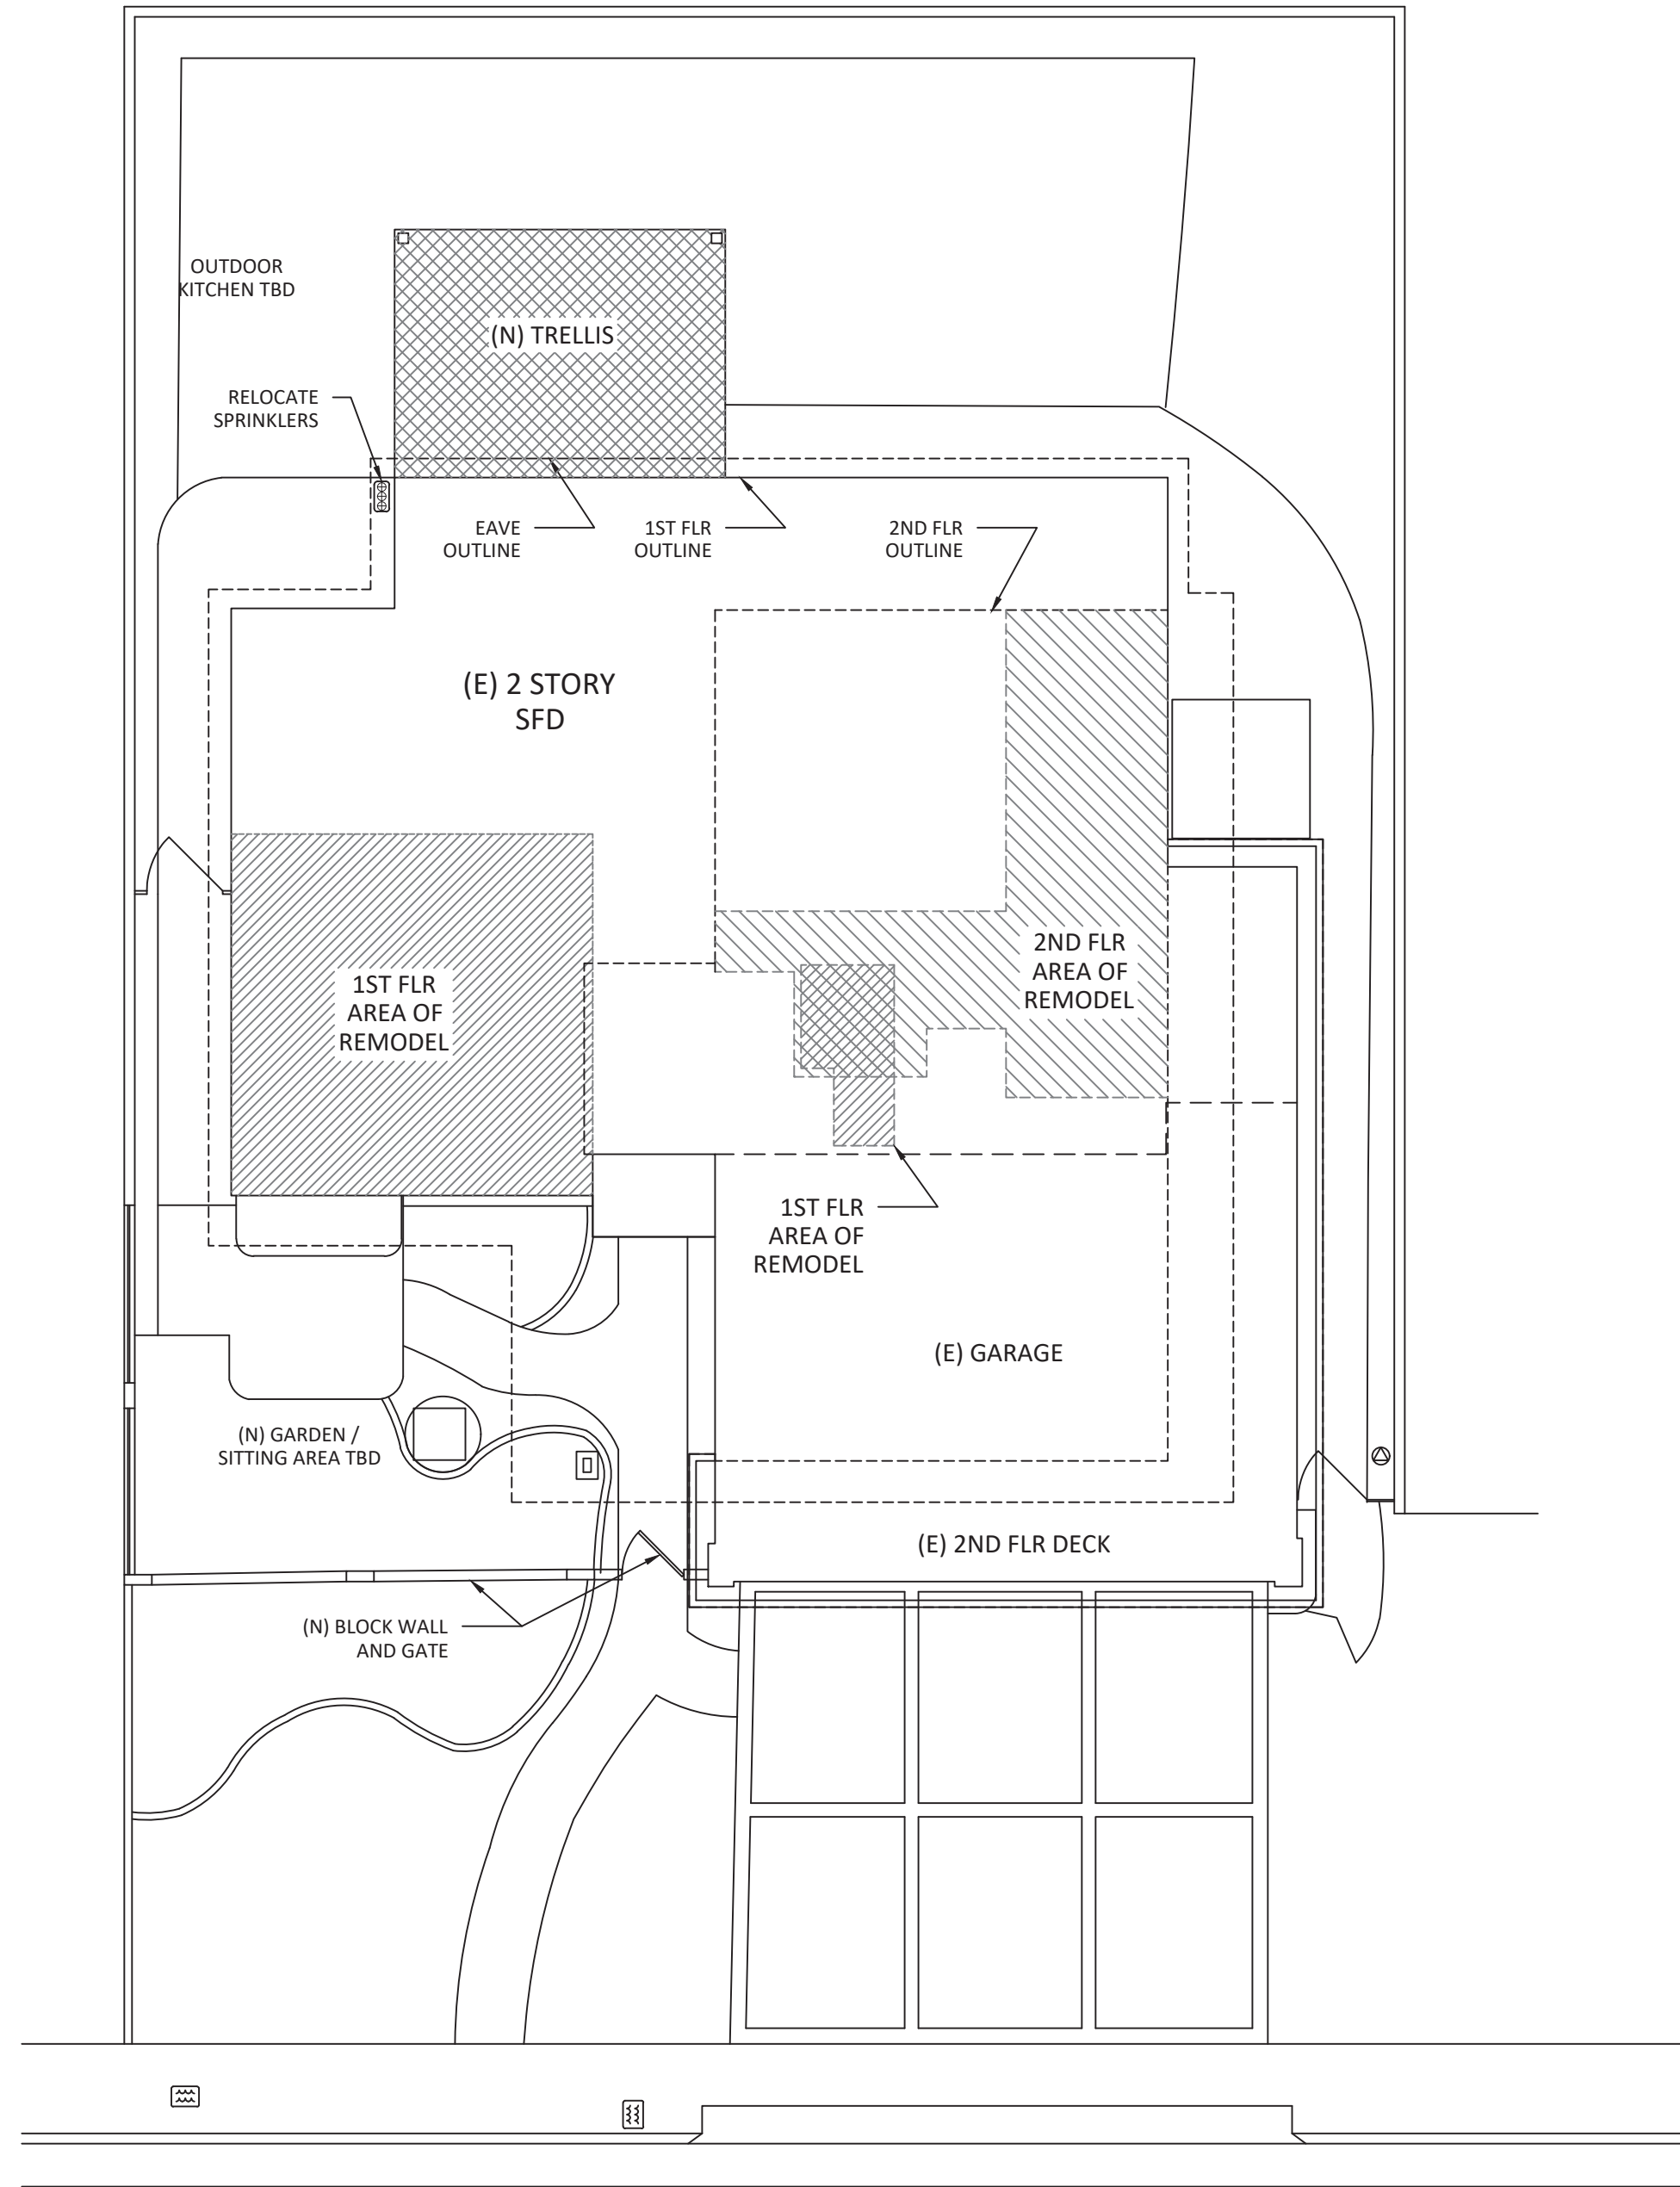 OUTDOOR
KITCHEN TBD
(N) TRELLIS
RELOCATE
SPRINKLERS
EAVE
OUTLINE
1ST FLR
OUTLINE
2ND FLR
OUTLINE
(E) 2 STORY
SFD
2ND FLR
AREA OF
REMODEL
1ST FLR
AREA OF
REMODEL
1ST FLR
AREA OF
REMODEL
(E) GARAGE
(N) GARDEN /
SITTING AREA TBD
(E) 2ND FLR DECK
(N) BLOCK WALL
AND GATE